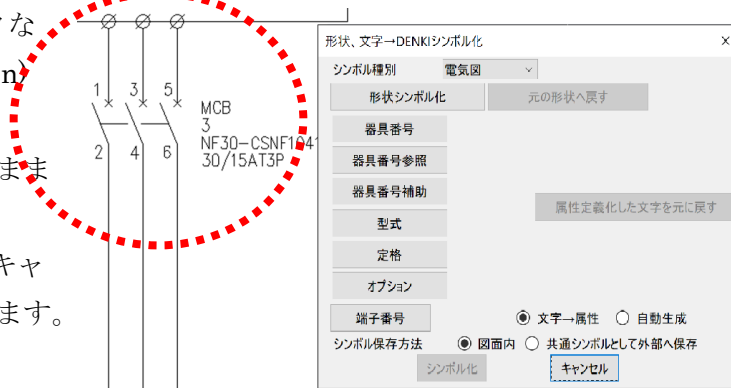 な
n)
まま
キャ
ます。
1 3 5
2 4 6
MCB
3
NF30-CSNF1041
30/15AT3P
形状、文字→DENKIシンボル化
×
シンボル種別 電気図
形状シンボル化 元の形状へ戻す
器具番号
器具番号参照
器具番号補助
属性定義化した文字を元に戻す
型式
定格
オプション
端子番号 文字→属性 自動生成
シンボル保存方法 図面内 共通シンボルとして外部へ保存
シンボル化 キャンセル